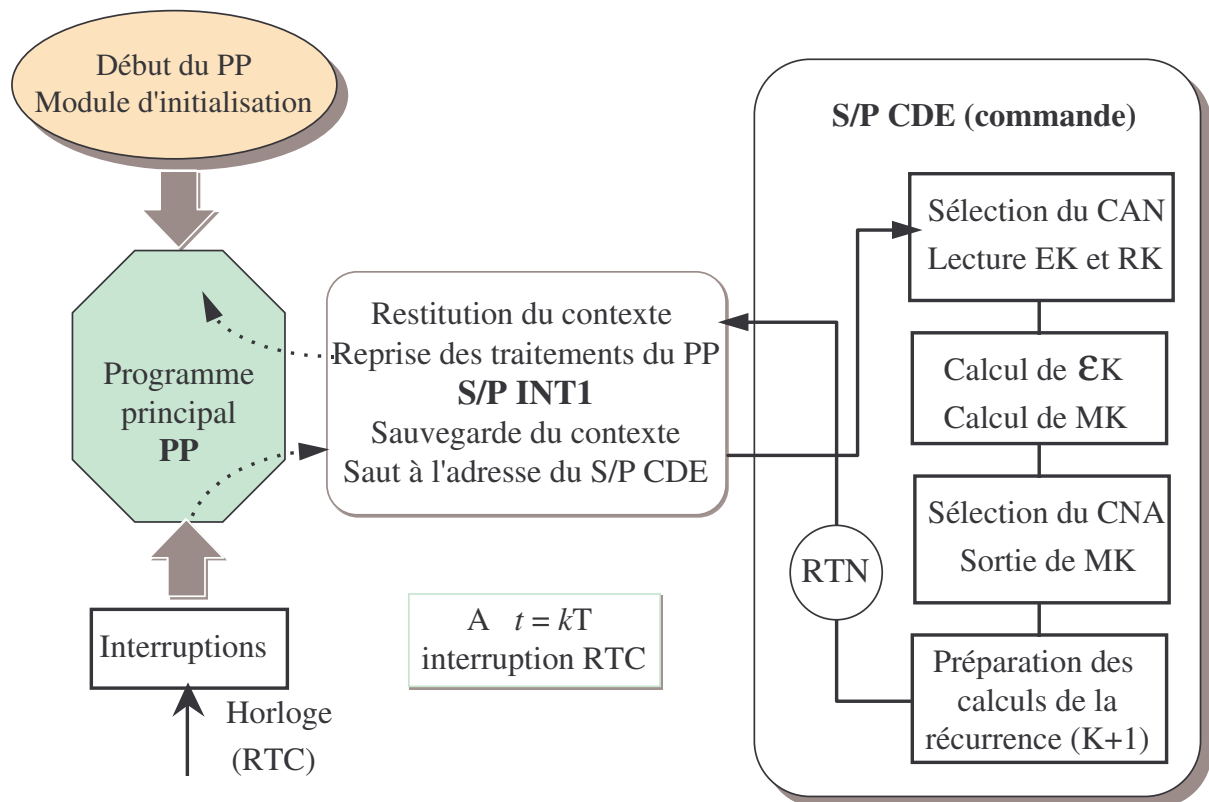 Début du PP
Module d'initialisation
S/P CDE (commande)
Sélection du CAN
Lecture EK et RK
Restitution du contexte
Reprise des traitements du PP
S/P INT1
Sauvegarde du contexte
Saut à l'adresse du S/P CDE
Programme
principal
PP
Calcul de εK
Calcul de MK
Sélection du CNA
Sortie de MK
RTN
A t = kT
interruption RTC
Interruptions
Préparation des
calculs de la
récurrence (K+1)
Horloge
(RTC)